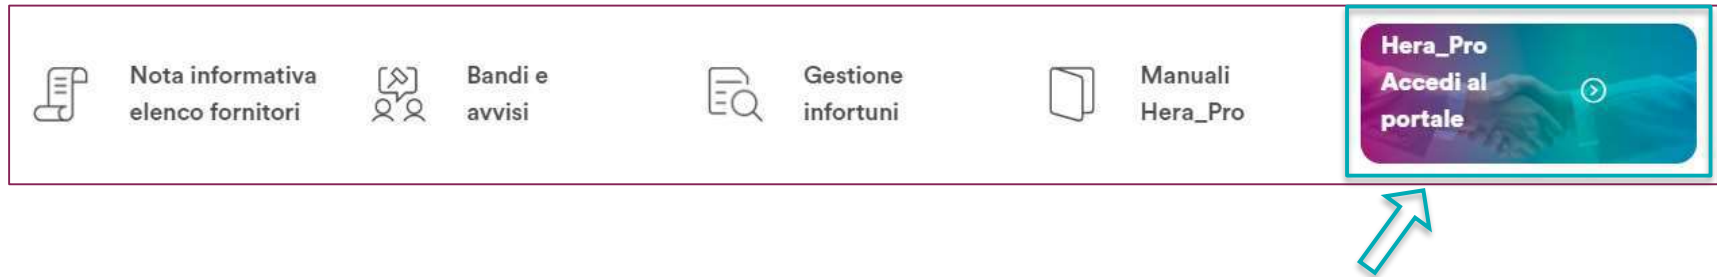 Nota informativa
elenco fornitori
Bandi e
avvisi
Gestione
infortuni
Manuali
Hera_Pro
Hera_Pro
Accedi al
portale